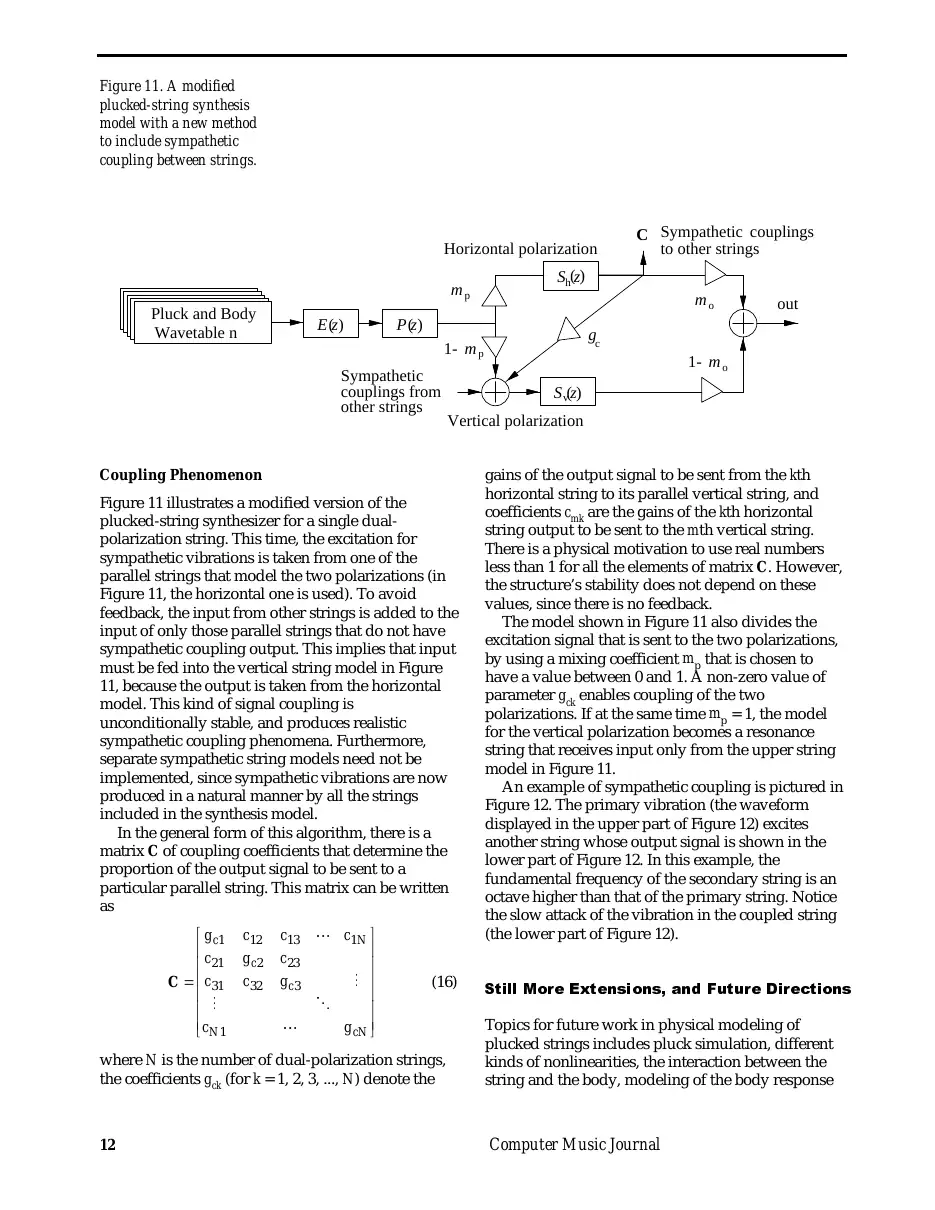 Figure 11. A modified
plucked-string synthesis
model with a new method
to include sympathetic
coupling between strings.
C Sympathetic couplings
to other strings
Horizontal polarization
Sh(z)
mp
mo
out
Pluck and Body
Wavetable n
E(z)
P(z)
gc
1- mp
1- mo
Sympathetic
couplings from
other strings
Sv(z)
Vertical polarization
Coupling Phenomenon
Figure 11 illustrates a modified version of the
plucked-string synthesizer for a single dual-
polarization string. This time, the excitation for
sympathetic vibrations is taken from one of the
parallel strings that model the two polarizations (in
Figure 11, the horizontal one is used). To avoid
feedback, the input from other strings is added to the
input of only those parallel strings that do not have
sympathetic coupling output. This implies that input
must be fed into the vertical string model in Figure
11, because the output is taken from the horizontal
model. This kind of signal coupling is
unconditionally stable, and produces realistic
sympathetic coupling phenomena. Furthermore,
separate sympathetic string models need not be
implemented, since sympathetic vibrations are now
produced in a natural manner by all the strings
included in the synthesis model.
In the general form of this algorithm, there is a
matrix C of coupling coefficients that determine the
proportion of the output signal to be sent to a
particular parallel string. This matrix can be written
as
gc1 c12 c13 ⋯ c1N
c21 gc2 c23
C = c31 c32 gc3 ⋮ (16)
⋮ ⋱
cN1 ⋯ gcN
where N is the number of dual-polarization strings,
the coefficients gck (for k = 1, 2, 3, ..., N) denote the
gains of the output signal to be sent from the kth
horizontal string to its parallel vertical string, and
coefficients cmk are the gains of the kth horizontal
string output to be sent to the mth vertical string.
There is a physical motivation to use real numbers
less than 1 for all the elements of matrix C. However,
the structure's stability does not depend on these
values, since there is no feedback.
The model shown in Figure 11 also divides the
excitation signal that is sent to the two polarizations,
by using a mixing coefficient mp that is chosen to
have a value between 0 and 1. A non-zero value of
parameter gck enables coupling of the two
polarizations. If at the same time mp = 1, the model
for the vertical polarization becomes a resonance
string that receives input only from the upper string
model in Figure 11.
An example of sympathetic coupling is pictured in
Figure 12. The primary vibration (the waveform
displayed in the upper part of Figure 12) excites
another string whose output signal is shown in the
lower part of Figure 12. In this example, the
fundamental frequency of the secondary string is an
octave higher than that of the primary string. Notice
the slow attack of the vibration in the coupled string
(the lower part of Figure 12).
Still More Extensions, and Future Directions
Topics for future work in physical modeling of
plucked strings includes pluck simulation, different
kinds of nonlinearities, the interaction between the
string and the body, modeling of the body response
12
Computer Music Journal